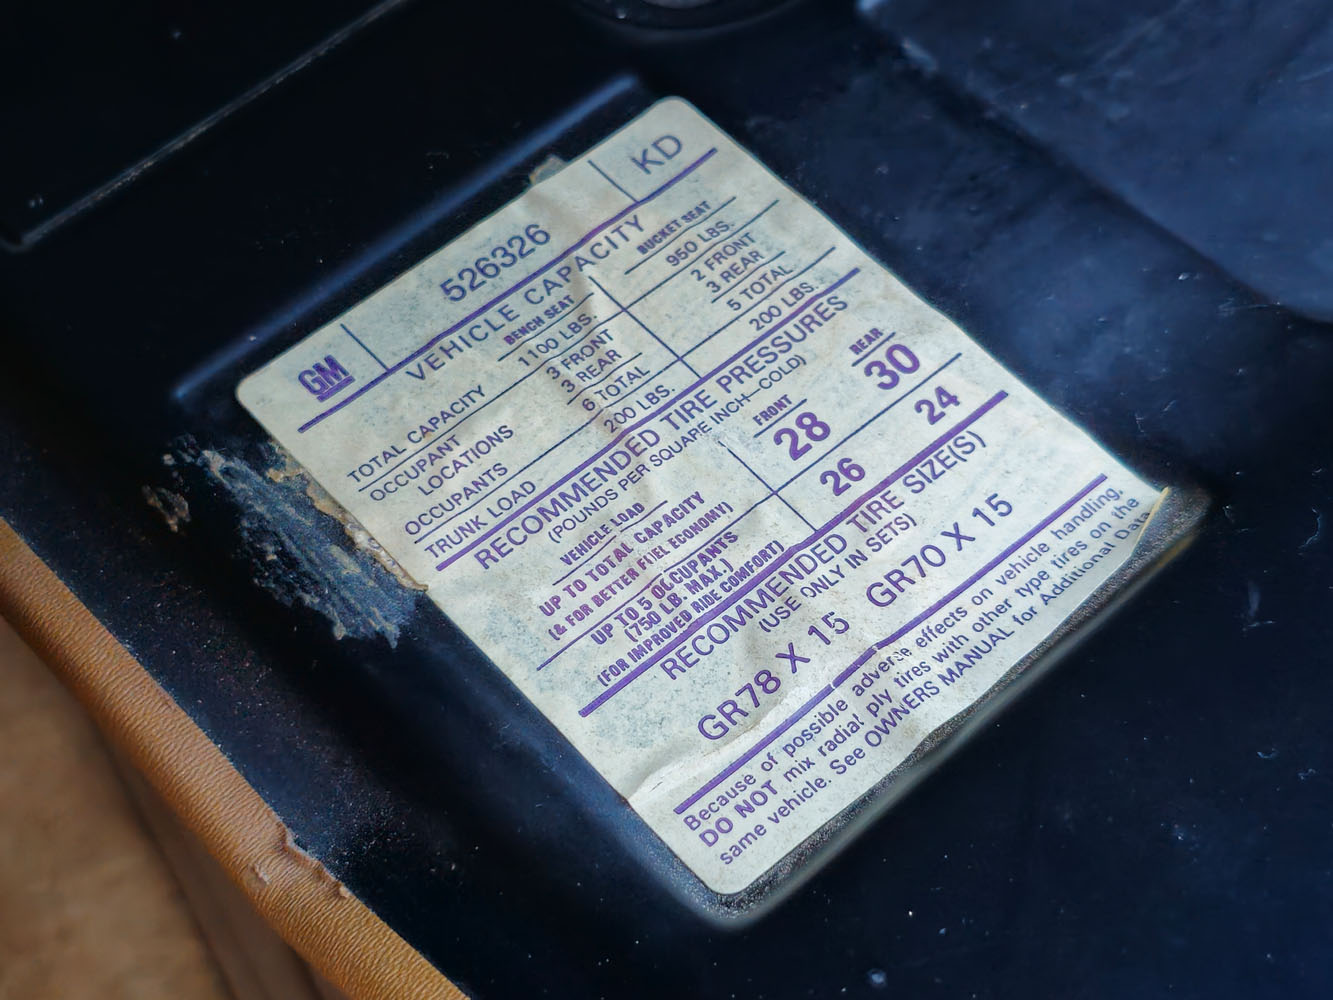 GM 526326 KD
VEHICLE CAPACITY
BENCH SEAT BUCKET SEAT
TOTAL CAPACITY 1100 LBS. 950 LBS.
OCCUPANT 3 FRONT 2 FRONT
LOCATIONS 3 REAR 3 REAR
OCCUPANTS 6 TOTAL 5 TOTAL
TRUNK LOAD 200 LBS. 200 LBS.
RECOMMENDED TIRE PRESSURES
(POUNDS PER SQUARE INCH—COLD)
VEHICLE LOAD FRONT REAR
UP TO TOTAL CAPACITY 28 30
(& FOR BETTER FUEL ECONOMY)
UP TO 5 OCCUPANTS 26 24
(750 LB MAX.)
(FOR IMPROVED RIDE COMFORT)
RECOMMENDED TIRE SIZE(S)
(USE ONLY IN SETS)
GR78 X 15 GR70 X 15
Because of possible adverse effects on vehicle handling,
DO NOT mix radial ply tires with other type tires on the
same vehicle. See OWNERS MANUAL for Additional Data.